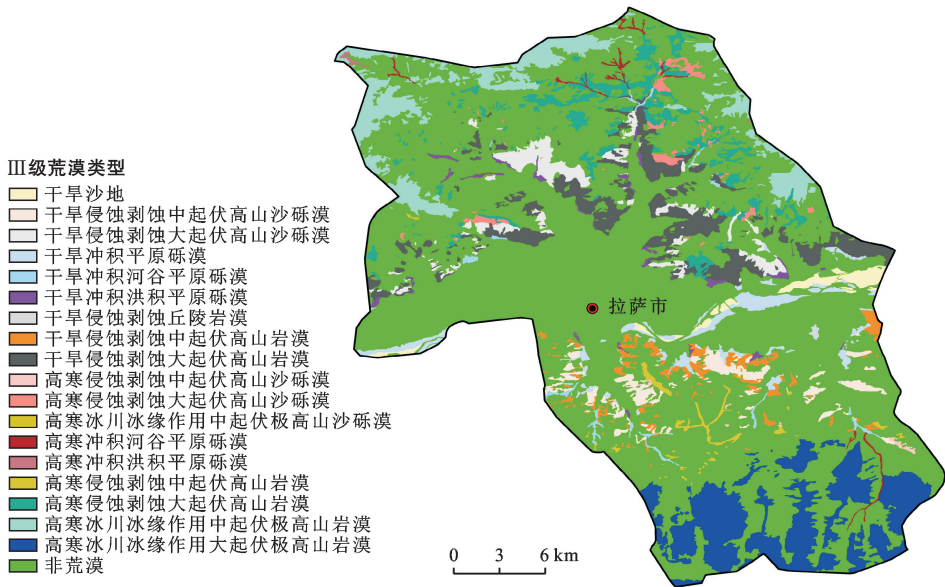 III级荒漠类型
干旱沙地
干旱侵蚀剥蚀中起伏高山沙砾漠
干旱侵蚀剥蚀大起伏高山沙砾漠
干旱冲积平原砾漠
干旱冲积河谷平原砾漠
干旱冲积洪积平原砾漠
干旱侵蚀剥蚀丘陵岩漠
干旱侵蚀剥蚀中起伏高山岩漠
干旱侵蚀剥蚀大起伏高山岩漠
高寒侵蚀剥蚀中起伏高山沙砾漠
高寒侵蚀剥蚀大起伏高山沙砾漠
高寒冰川冰缘作用中起伏极高山沙砾漠
高寒冲积河谷平原砾漠
高寒冲积洪积平原砾漠
高寒侵蚀剥蚀中起伏高山岩漠
高寒侵蚀剥蚀大起伏高山岩漠
高寒冰川冰缘作用中起伏极高山岩漠
高寒冰川冰缘作用大起伏极高山岩漠
非荒漠
拉萨市
0 3 6 km